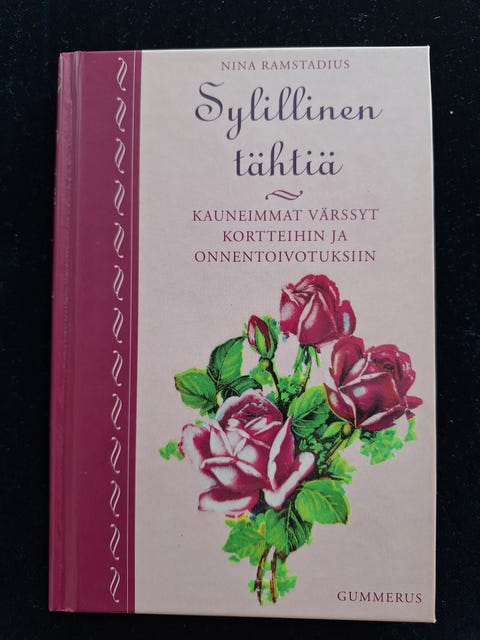 NINA RAMSTADIUS
Sylillinen
tähtiä
KAUNEIMMAT VÄRSSYT
KORTTEIHIN JA
ONNENTOIVOTUKSIIN
GUMMERUS